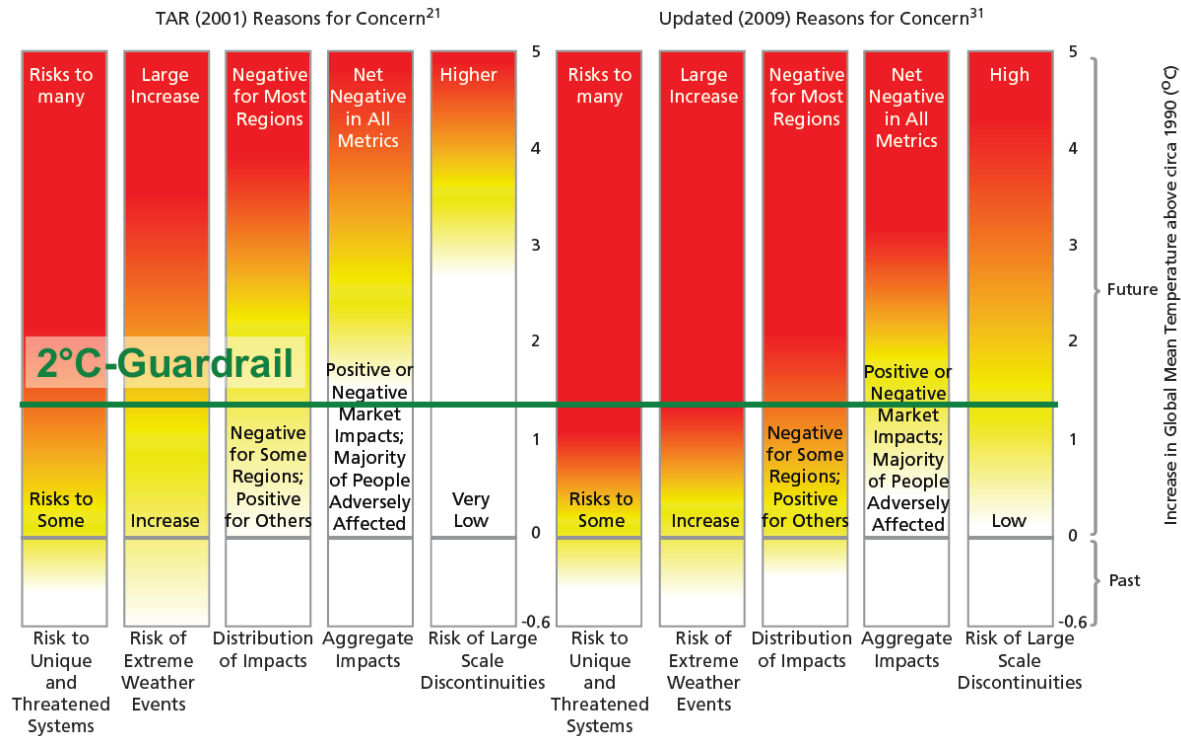 TAR (2001) Reasons for Concern21
Risks to
many
Large
Increase
Negative
for Most
Regions
Net
Negative
in All
Metrics
Higher
2°C-Guardrail
Risks to
Some
Increase
Negative
for Some
Regions;
Positive
for Others
Positive or
Negative
Market
Impacts;
Majority
of People
Adversely
Affected
Very
Low
5
4
3
2
1
0
-0.6
Risk to
Unique
and
Threatened
Systems
Risk of
Extreme
Weather
Events
Distribution
of Impacts
Aggregate
Impacts
Risk of Large
Scale
Discontinuities
Updated (2009) Reasons for Concern31
Risks to
many
Large
Increase
Negative
for Most
Regions
Net
Negative
in All
Metrics
High
Risks to
Some
Increase
Negative
for Some
Regions;
Positive
for Others
Positive or
Negative
Market
Impacts;
Majority
of People
Adversely
Affected
Low
5
4
3
2
1
0
-0.6
Risk to
Unique
and
Threatened
Systems
Risk of
Extreme
Weather
Events
Distribution
of Impacts
Aggregate
Impacts
Risk of Large
Scale
Discontinuities
Future
Past
Increase in Global Mean Temperature above circa 1990 (°C)